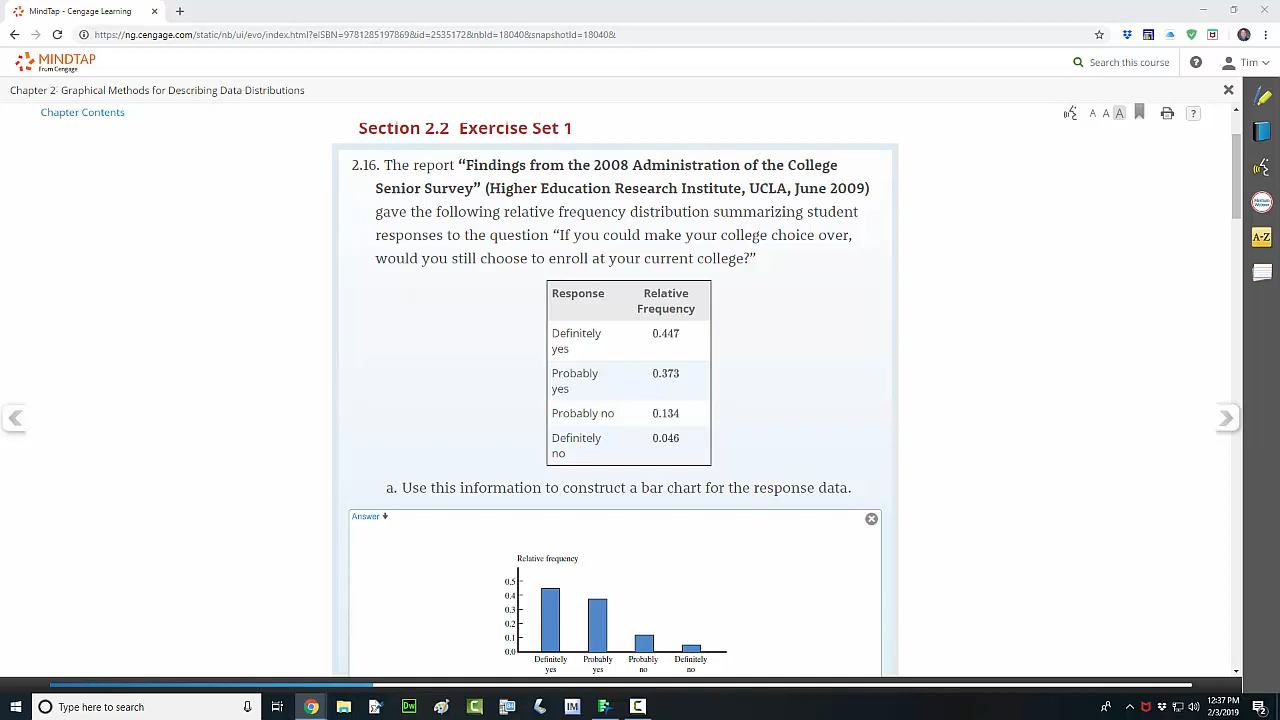 MindTap - Cengage Learning
https://ng.cengage.com/static/nb/ui/evo/index.html?eISBN=9781285197869&id=2535172&nbId=18040&snapshotId=18040&
MINDTAP
From Cengage
Search this course
Tim
Chapter 2: Graphical Methods for Describing Data Distributions
Chapter Contents
A A A
?
Section 2.2 Exercise Set 1
2.16. The report “Findings from the 2008 Administration of the College
Senior Survey” (Higher Education Research Institute, UCLA, June 2009)
gave the following relative frequency distribution summarizing student
responses to the question “If you could make your college choice over,
would you still choose to enroll at your current college?”
Response Relative
Frequency
Definitely
yes 0.447
Probably
yes 0.373
Probably no 0.134
Definitely
no 0.046
a. Use this information to construct a bar chart for the response data.
Answer
Relative frequency
0.5
0.4
0.3
0.2
0.1
0.0
Definitely Probably Probably Definitely
yes yes no no
A-Z
Type here to search
Dw
IM
12:37 PM
2/3/2019
2